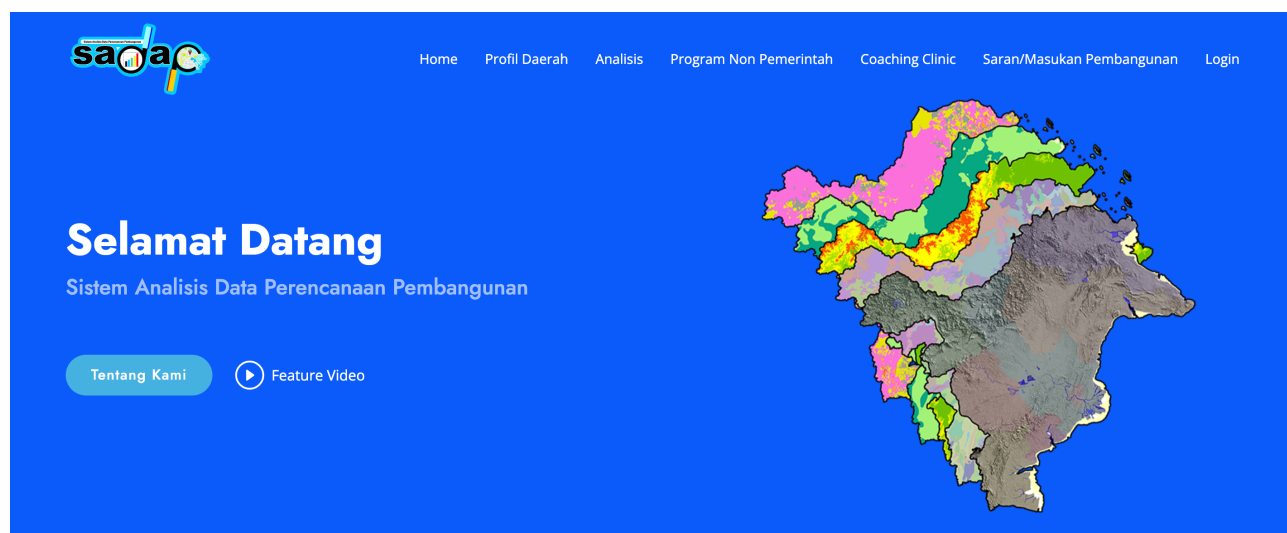 sadap
Home Profil Daerah Analisis Program Non Pemerintah Coaching Clinic Saran/Masukan Pembangunan Login
Selamat Datang
Sistem Analisis Data Perencanaan Pembangunan
Tentang Kami
Feature Video